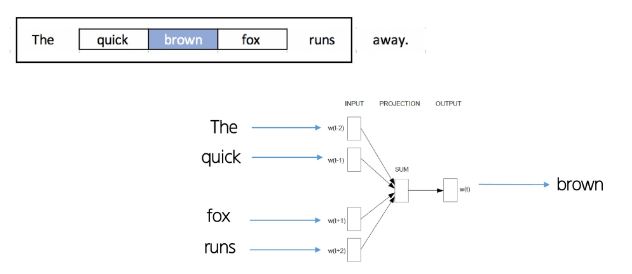 The quick brown fox runs away.
INPUT PROJECTION OUTPUT
The w(t-2)
quick w(t-1)
SUM
w(t) brown
fox w(t+1)
runs w(t+2)